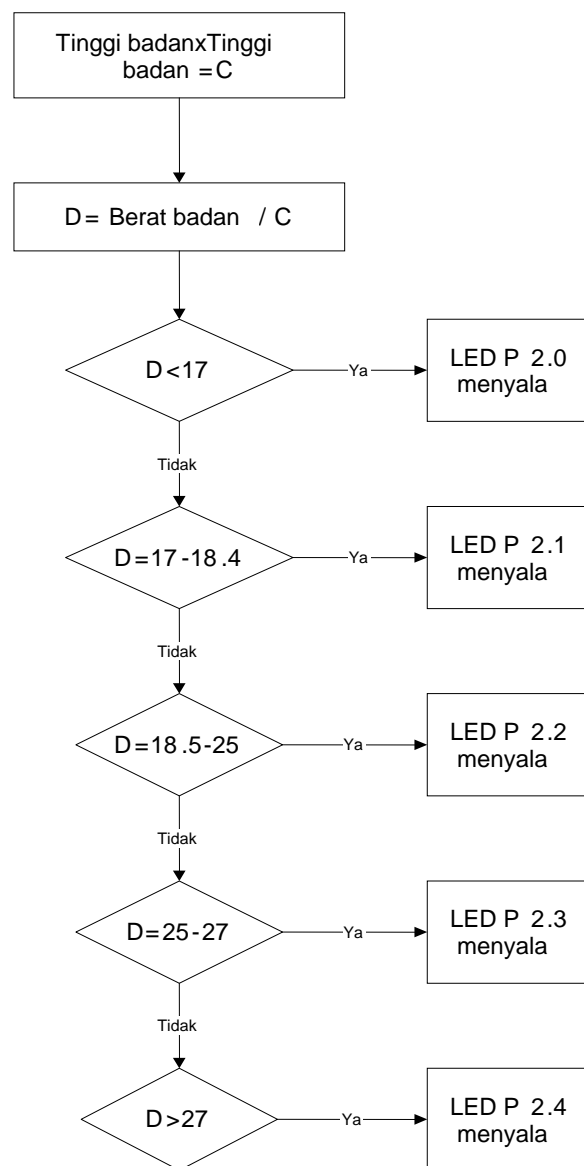 Tinggi badanxTinggi
badan =C
D= Berat badan / C
D<17
Ya
LED P 2.0
menyala
Tidak
D=17-18.4
Ya
LED P 2.1
menyala
Tidak
D=18.5-25
Ya
LED P 2.2
menyala
Tidak
D=25-27
Ya
LED P 2.3
menyala
Tidak
D>27
Ya
LED P 2.4
menyala